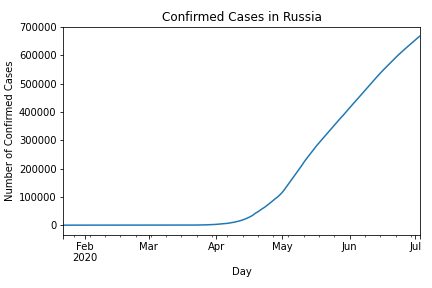 Confirmed Cases in Russia
700000
600000
500000
400000
300000
200000
100000
0
Number of Confirmed Cases
Feb
2020
Mar
Apr
May
Jun
Jul
Day